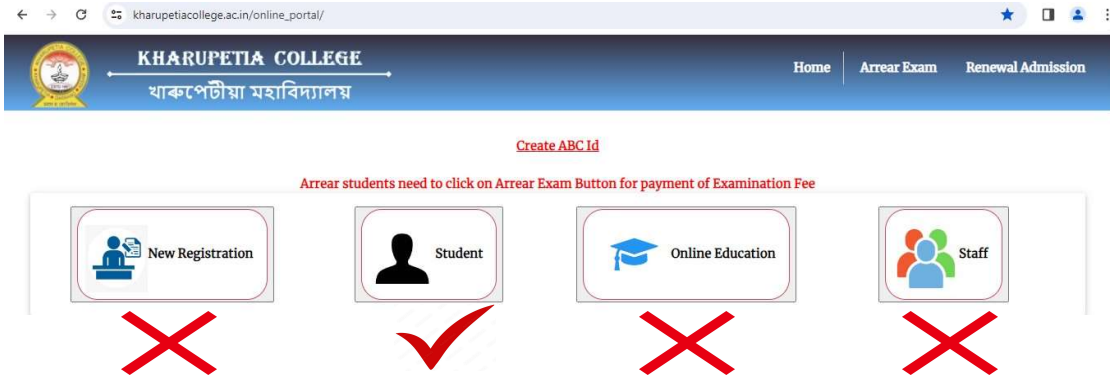 kharupetiacollege.ac.in/online_portal/
KHARUPETIA COLLEGE
খাৰুপেটীয়া মহাবিদ্যালয়
Home Arrear Exam Renewal Admission
Create ABC Id
Arrear students need to click on Arrear Exam Button for payment of Examination Fee
New Registration Student Online Education Staff